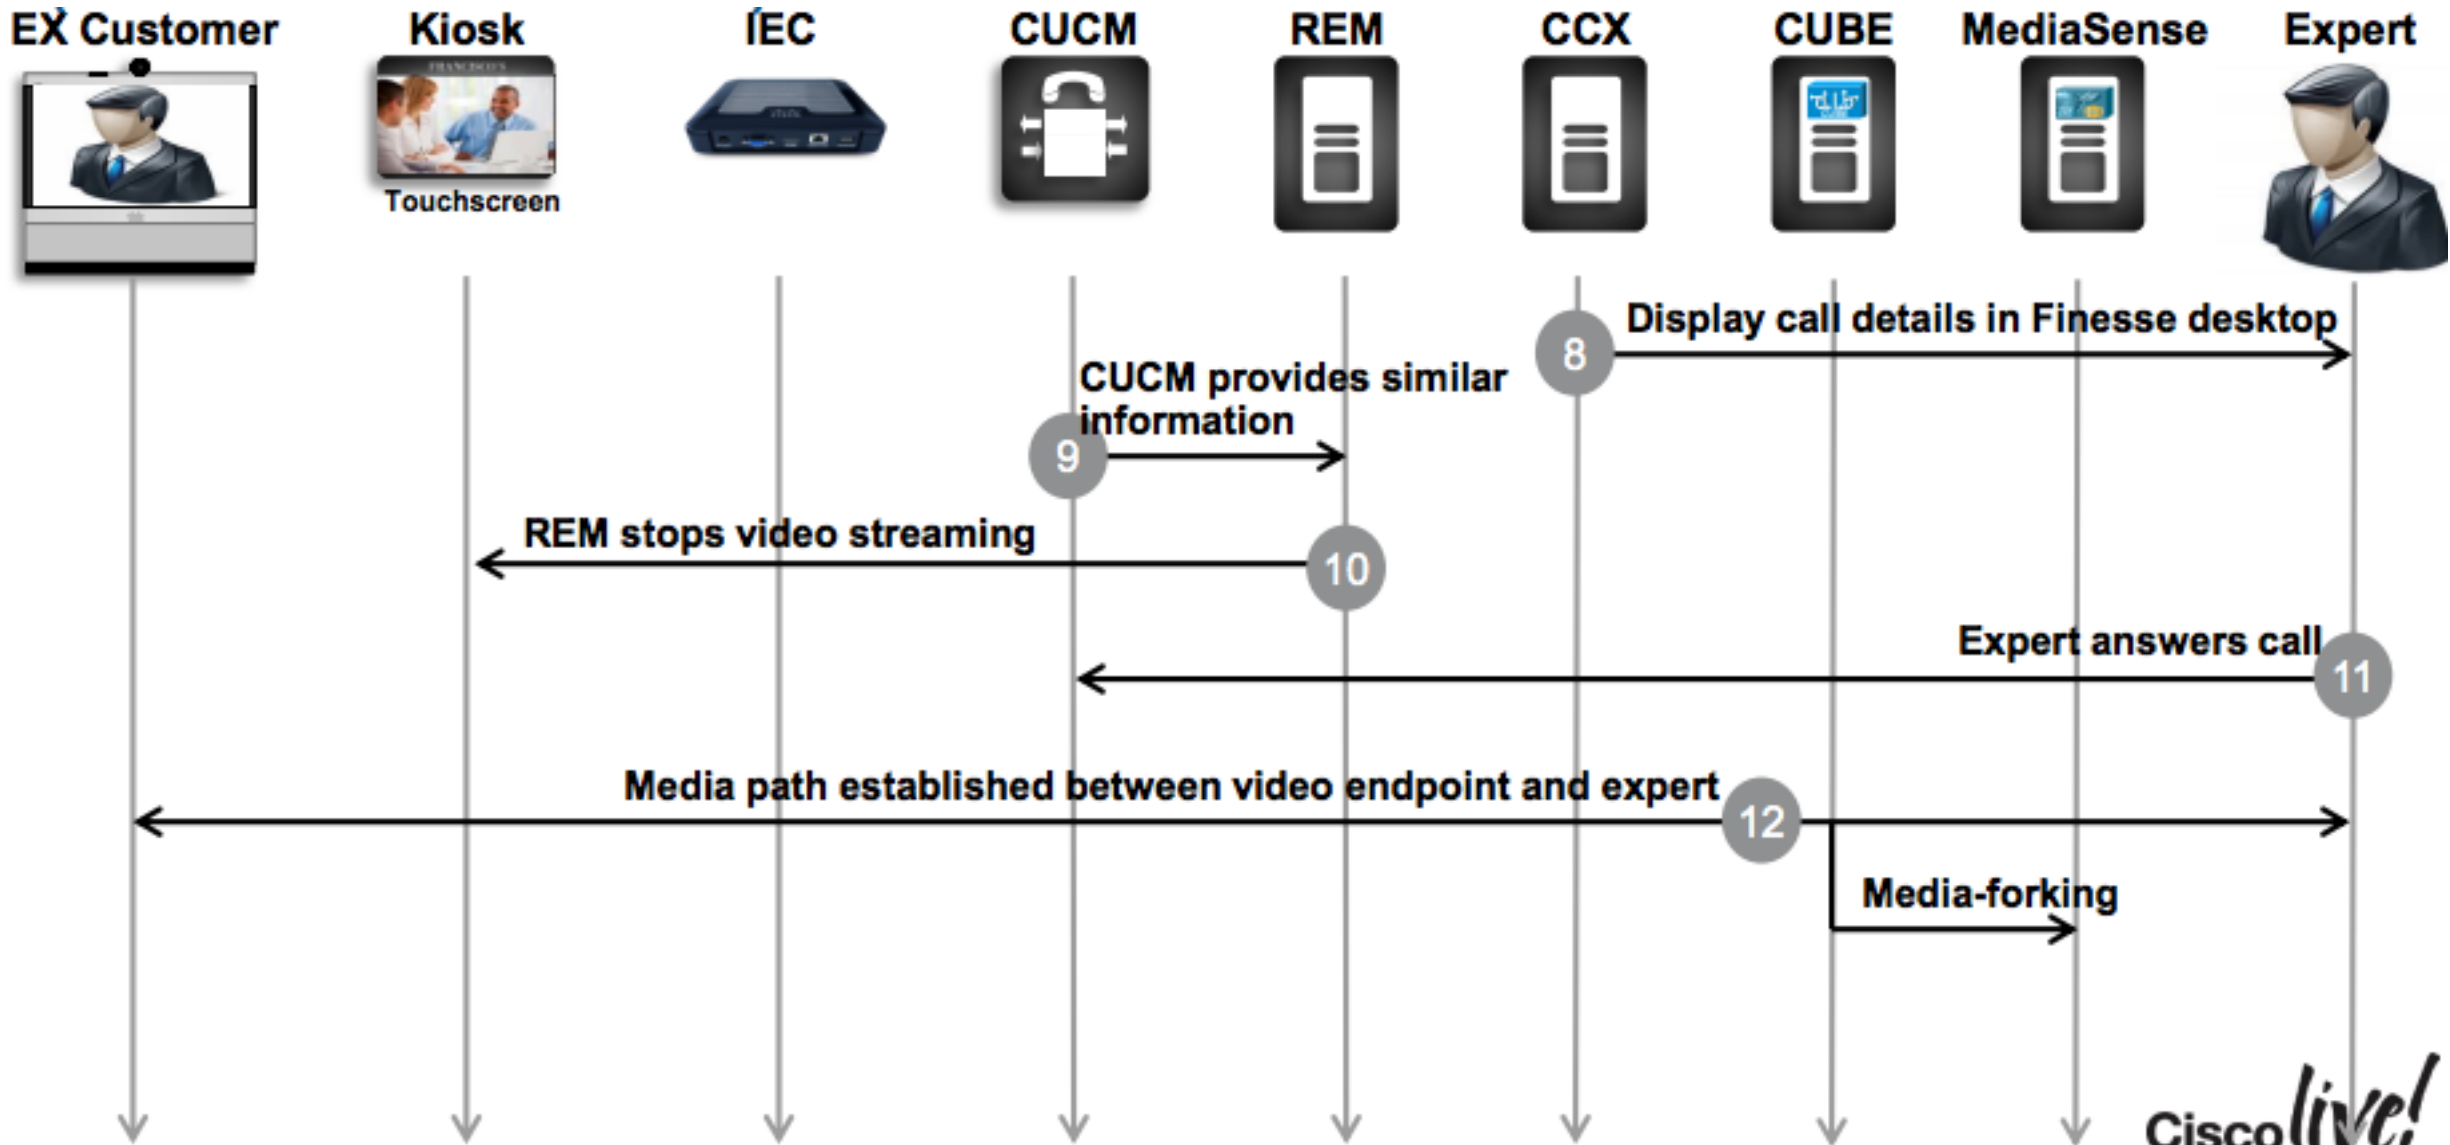 EX Customer
Kiosk
IEC
CUCM
REM
CCX
CUBE
MediaSense
Expert
FRANCISCO'S
Touchscreen
Display call details in Finesse desktop
8
CUCM provides similar
information
9
REM stops video streaming
10
Expert answers call
11
Media path established between video endpoint and expert
12
Media-forking
Cisco live!